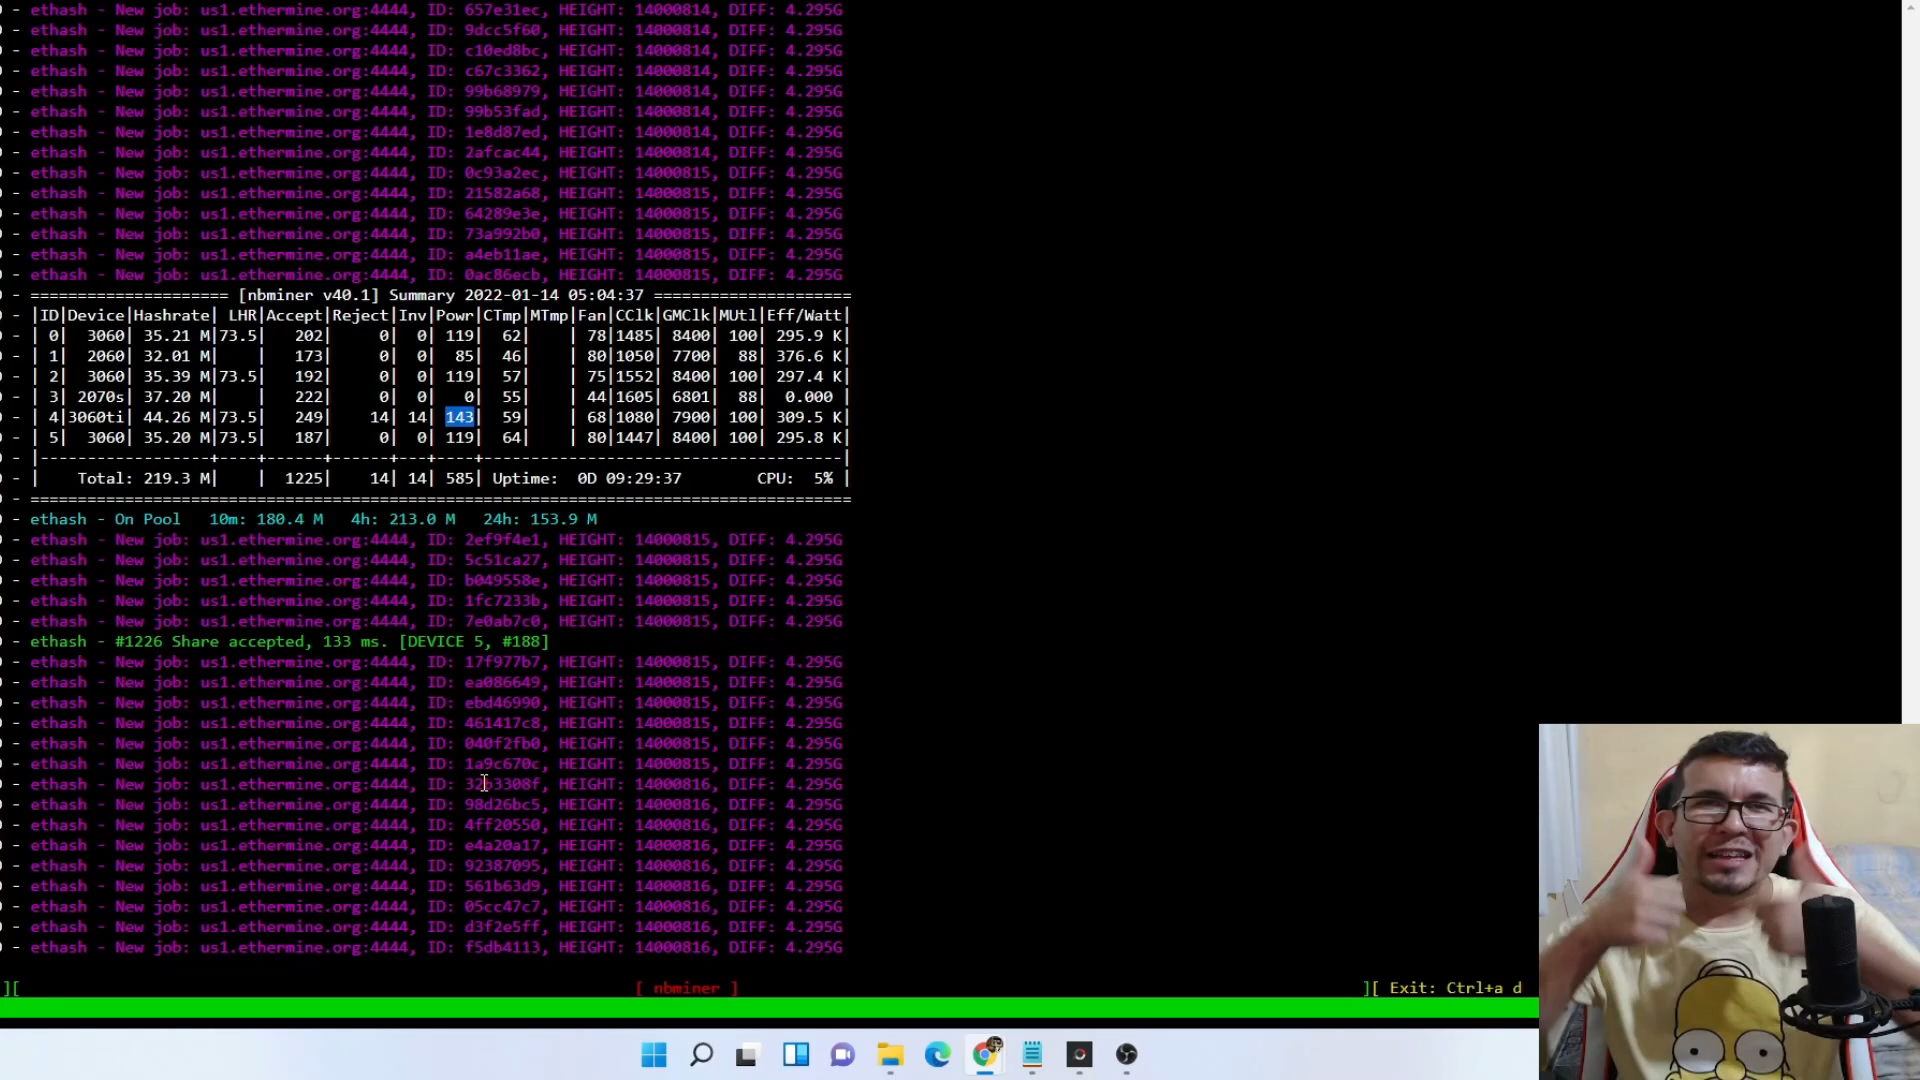 - ethash - New job: us1.ethermine.org:4444, ID: 657e31ec, HEIGHT: 14000814, DIFF: 4.295G
- ethash - New job: us1.ethermine.org:4444, ID: 9dcc5f60, HEIGHT: 14000814, DIFF: 4.295G
- ethash - New job: us1.ethermine.org:4444, ID: c10ed8bc, HEIGHT: 14000814, DIFF: 4.295G
- ethash - New job: us1.ethermine.org:4444, ID: c67c3362, HEIGHT: 14000814, DIFF: 4.295G
- ethash - New job: us1.ethermine.org:4444, ID: 99b68979, HEIGHT: 14000814, DIFF: 4.295G
- ethash - New job: us1.ethermine.org:4444, ID: 99b53fad, HEIGHT: 14000814, DIFF: 4.295G
- ethash - New job: us1.ethermine.org:4444, ID: 1e8d87ed, HEIGHT: 14000814, DIFF: 4.295G
- ethash - New job: us1.ethermine.org:4444, ID: 2afcac44, HEIGHT: 14000814, DIFF: 4.295G
- ethash - New job: us1.ethermine.org:4444, ID: 0c93a2ec, HEIGHT: 14000815, DIFF: 4.295G
- ethash - New job: us1.ethermine.org:4444, ID: 21582a68, HEIGHT: 14000815, DIFF: 4.295G
- ethash - New job: us1.ethermine.org:4444, ID: 64289e3e, HEIGHT: 14000815, DIFF: 4.295G
- ethash - New job: us1.ethermine.org:4444, ID: 73a992b0, HEIGHT: 14000815, DIFF: 4.295G
- ethash - New job: us1.ethermine.org:4444, ID: a4eb11ae, HEIGHT: 14000815, DIFF: 4.295G
- ethash - New job: us1.ethermine.org:4444, ID: 0ac86ecb, HEIGHT: 14000815, DIFF: 4.295G
- ===================== [nbminer v40.1] Summary 2022-01-14 05:04:37 =====================
- |ID|Device|Hashrate| LHR|Accept|Reject|Inv|Powr|CTmp|MTmp|Fan|CClk|GMClk|MUtl|Eff/Watt|
- | 0| 3060| 35.21 M|73.5| 202| 0| 0| 119| 62| | 78|1485| 8400| 100| 295.9 K|
- | 1| 2060| 32.01 M| | 173| 0| 0| 85| 46| | 80|1050| 7700| 88| 376.6 K|
- | 2| 3060| 35.39 M|73.5| 192| 0| 0| 119| 57| | 75|1552| 8400| 100| 297.4 K|
- | 3| 2070s| 37.20 M| | 222| 0| 0| 0| 55| | 44|1605| 6801| 88| 0.000 |
- | 4|3060ti| 44.26 M|73.5| 249| 14| 14| 143| 59| | 68|1080| 7900| 100| 309.5 K|
- | 5| 3060| 35.20 M|73.5| 187| 0| 0| 119| 64| | 80|1447| 8400| 100| 295.8 K|
- |------------------+----+------+------+---+----+---------------------------------------|
- | Total: 219.3 M| | 1225| 14| 14| 585| Uptime: 0D 09:29:37 CPU: 5% |
- =======================================================================================
- ethash - On Pool 10m: 180.4 M 4h: 213.0 M 24h: 153.9 M
- ethash - New job: us1.ethermine.org:4444, ID: 2ef9f4e1, HEIGHT: 14000815, DIFF: 4.295G
- ethash - New job: us1.ethermine.org:4444, ID: 5c51ca27, HEIGHT: 14000815, DIFF: 4.295G
- ethash - New job: us1.ethermine.org:4444, ID: b049558e, HEIGHT: 14000815, DIFF: 4.295G
- ethash - New job: us1.ethermine.org:4444, ID: 1fc7233b, HEIGHT: 14000815, DIFF: 4.295G
- ethash - New job: us1.ethermine.org:4444, ID: 7e0ab7c0, HEIGHT: 14000815, DIFF: 4.295G
- ethash - #1226 Share accepted, 133 ms. [DEVICE 5, #188]
- ethash - New job: us1.ethermine.org:4444, ID: 17f977b7, HEIGHT: 14000815, DIFF: 4.295G
- ethash - New job: us1.ethermine.org:4444, ID: ea086649, HEIGHT: 14000815, DIFF: 4.295G
- ethash - New job: us1.ethermine.org:4444, ID: ebd46990, HEIGHT: 14000815, DIFF: 4.295G
- ethash - New job: us1.ethermine.org:4444, ID: 461417c8, HEIGHT: 14000815, DIFF: 4.295G
- ethash - New job: us1.ethermine.org:4444, ID: 040f2fb0, HEIGHT: 14000815, DIFF: 4.295G
- ethash - New job: us1.ethermine.org:4444, ID: 1a9c670c, HEIGHT: 14000815, DIFF: 4.295G
- ethash - New job: us1.ethermine.org:4444, ID: HEIGHT: 14000816, DIFF: 4.295G
- ethash - New job: us1.ethermine.org:4444, ID: 98d26bc5, HEIGHT: 14000816, DIFF: 4.295G
- ethash - New job: us1.ethermine.org:4444, ID: 4ff20550, HEIGHT: 14000816, DIFF: 4.295G
- ethash - New job: us1.ethermine.org:4444, ID: e4a20a17, HEIGHT: 14000816, DIFF: 4.295G
- ethash - New job: us1.ethermine.org:4444, ID: 92387095, HEIGHT: 14000816, DIFF: 4.295G
- ethash - New job: us1.ethermine.org:4444, ID: 561b63d9, HEIGHT: 14000816, DIFF: 4.295G
- ethash - New job: us1.ethermine.org:4444, ID: 05cc47c7, HEIGHT: 14000816, DIFF: 4.295G
- ethash - New job: us1.ethermine.org:4444, ID: d3f2e5ff, HEIGHT: 14000816, DIFF: 4.295G
- ethash - New job: us1.ethermine.org:4444, ID: f5db4113, HEIGHT: 14000816, DIFF: 4.295G
][ [ nbminer ] ][ Exit: Ctrl+a d